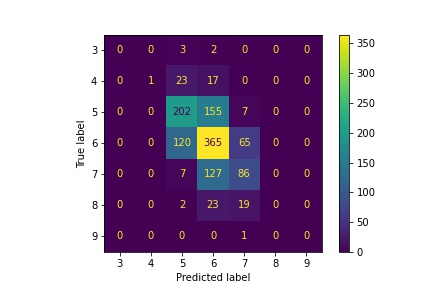 3 0 0 3 2 0 0 0
4 0 1 23 17 0 0 0
5 0 0 202 155 7 0 0
6 0 0 120 365 65 0 0
7 0 0 7 127 86 0 0
8 0 0 2 23 19 0 0
9 0 0 0 0 1 0 0
3 4 5 6 7 8 9
Predicted label
True label
350
300
250
200
150
100
50
0